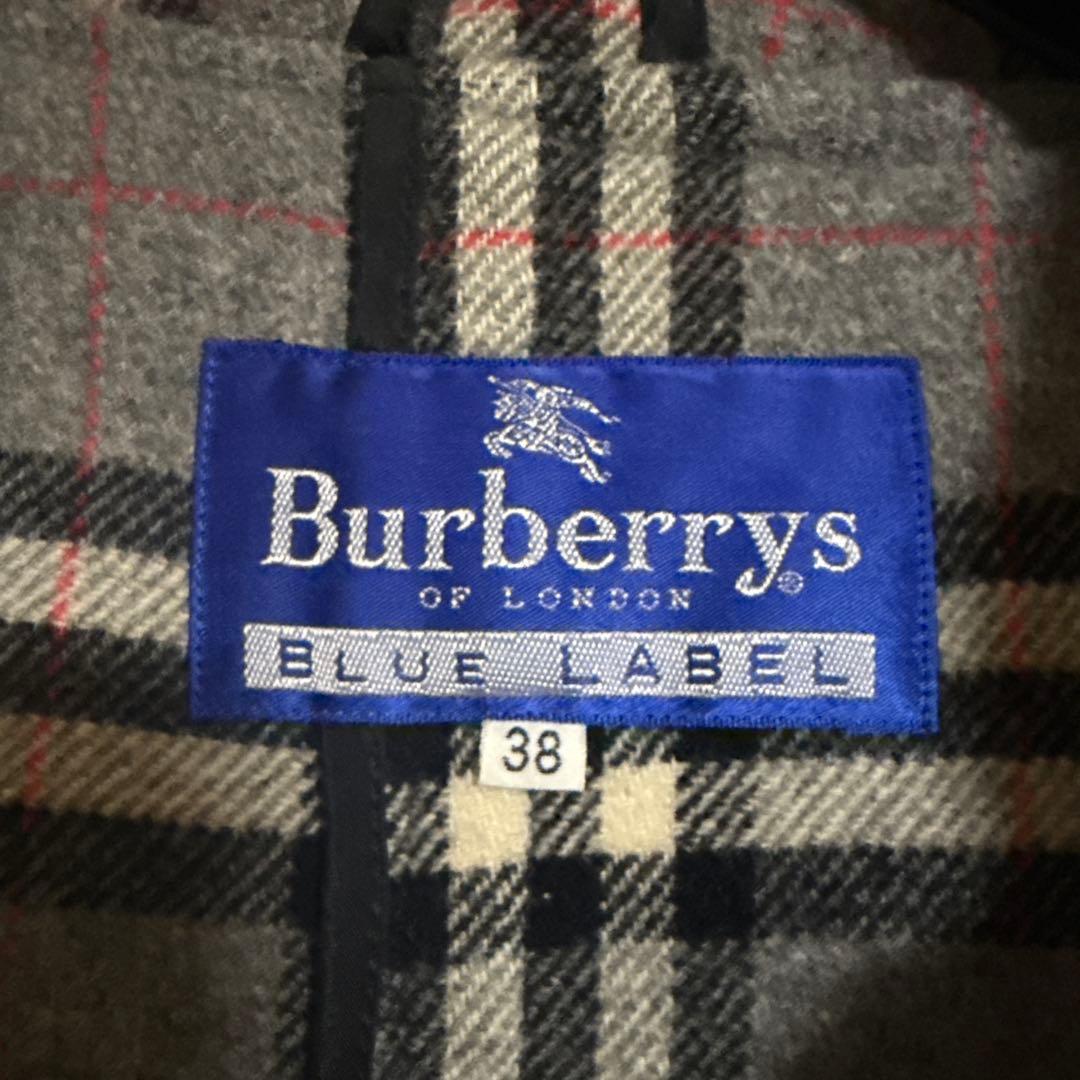 Burberrys®
OF LONDON
BLUE LABEL
38